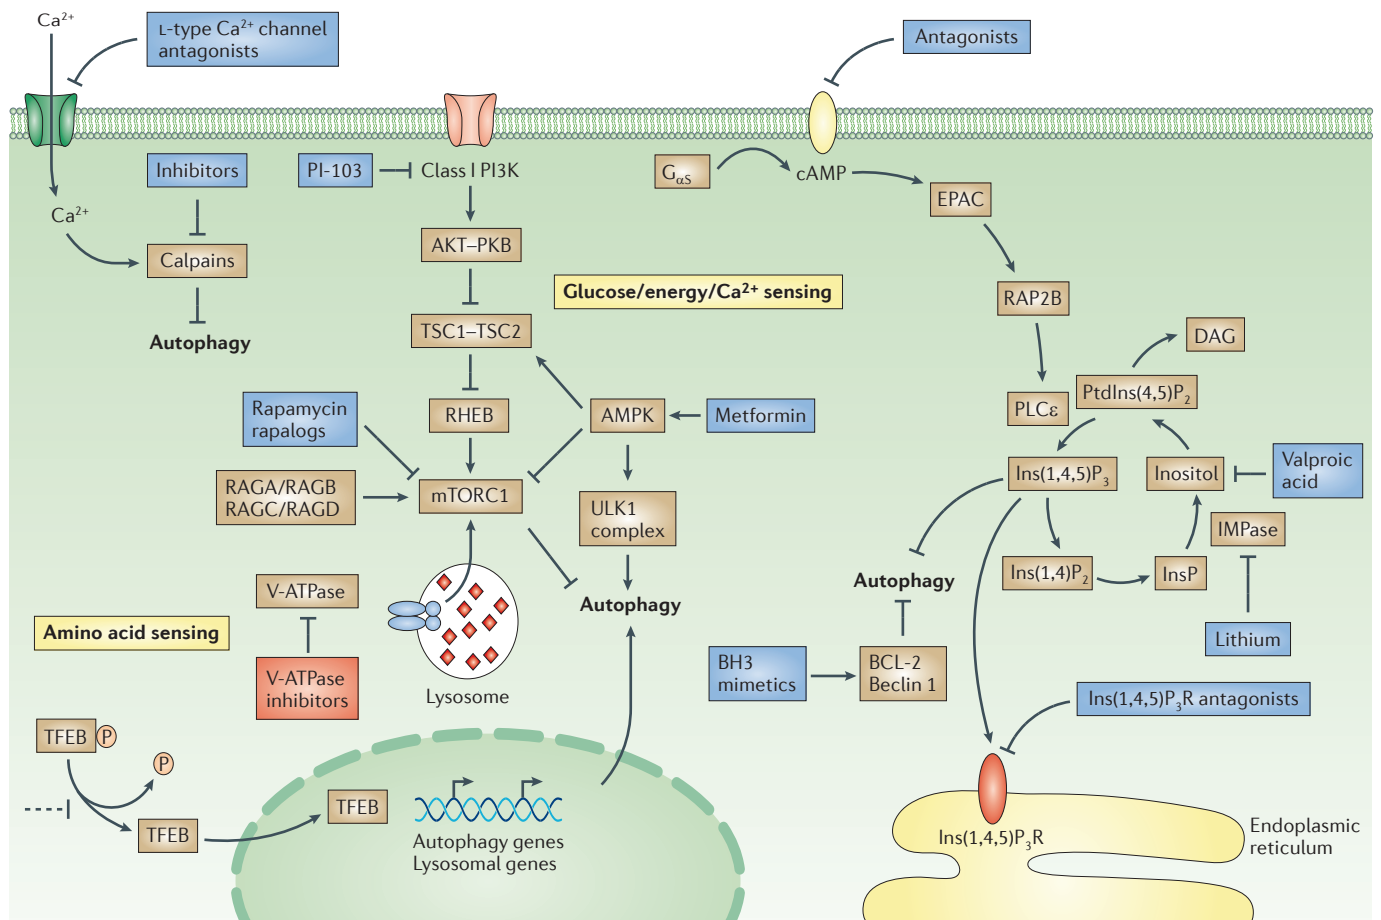 Ca²⁺
L-type Ca²⁺ channel
antagonists
Antagonists
Inhibitors
PI-103
Class I PI3K
G_αS
cAMP
EPAC
Ca²⁺
AKT–PKB
Calpains
Glucose/energy/Ca²⁺ sensing
RAP2B
TSC1–TSC2
DAG
Autophagy
PtdIns(4,5)P₂
Rapamycin
rapalogs
RHEB
AMPK
Metformin
PLCε
Ins(1,4,5)P₃
Inositol
Valproic
acid
RAGA/RAGB
RAGC/RAGD
mTORC1
ULK1
complex
IMPase
Ins(1,4)P₂
InsP
V-ATPase
Autophagy
Autophagy
Amino acid sensing
Lithium
V-ATPase
inhibitors
Lysosome
BH3
mimetics
BCL-2
Beclin 1
Ins(1,4,5)P₃R antagonists
TFEB
P
P
TFEB
TFEB
Autophagy genes
Lysosomal genes
Ins(1,4,5)P₃R
Endoplasmic
reticulum